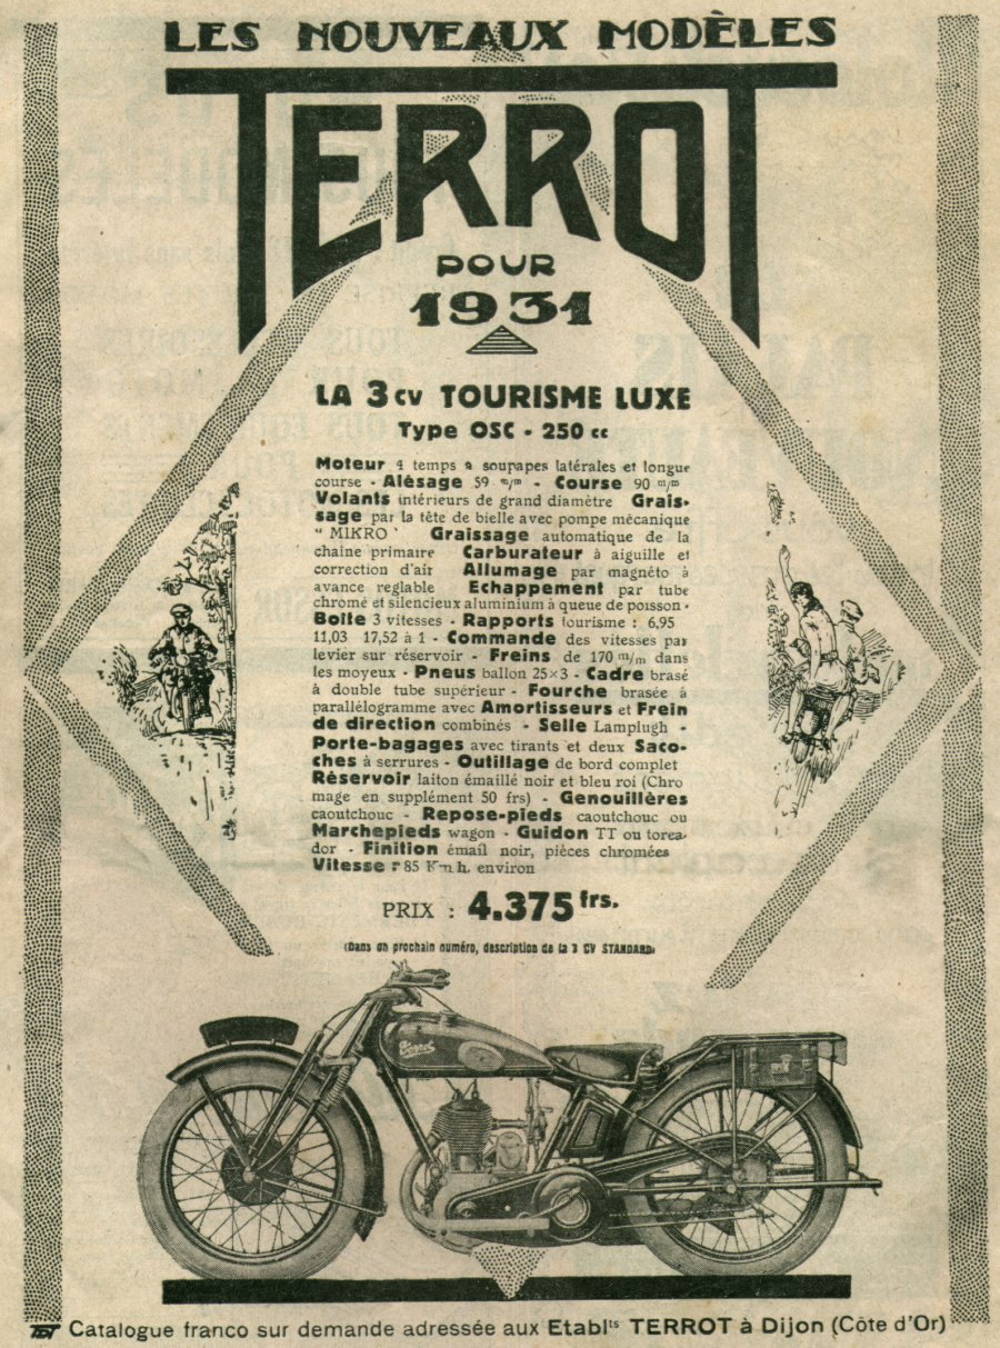 LES NOUVEAUX MODÈLES
TERROT
POUR
1931
LA 3 CV TOURISME LUXE
Type OSC - 250 cc
Moteur 4 temps à soupapes latérales et longue
course - Alésage 59 m/m - Course 90 m/m
Volants intérieurs de grand diamètre Grais-
sage par la tête de bielle avec pompe mécanique
" MIKRO " Graissage automatique de la
chaine primaire Carburateur à aiguille et
correction d'air Allumage par magnéto à
avance reglable Echappement par tube
chromé et silencieux aluminium à queue de poisson -
Boite 3 vitesses - Rapports tourisme : 6,95
11,03 17,52 à 1 - Commande des vitesses par
levier sur réservoir - Freins de 170 m/m dans
les moyeux - Pneus ballon 25×3 - Cadre brasé
à double tube supérieur - Fourche brasée à
parallélogramme avec Amortisseurs et Frein
de direction combinés - Selle Lamplugh -
Porte-bagages avec tirants et deux Saco-
ches à serrures - Outillage de bord complet
Réservoir laiton émaillé noir et bleu roi (Chro
mage en supplément 50 frs) - Genouillères
caoutchouc - Repose-pieds caoutchouc ou
Marchepieds wagon - Guidon TT ou torea-
dor - Finition émail noir, pièces chromées
Vitesse : 85 Km h. environ
PRIX : 4.375 frs.
(Dans un prochain numéro, description de la 3 CV STANDARD)
Terrot
Catalogue franco sur demande adressée aux Etablts TERROT à Dijon (Côte d'Or)